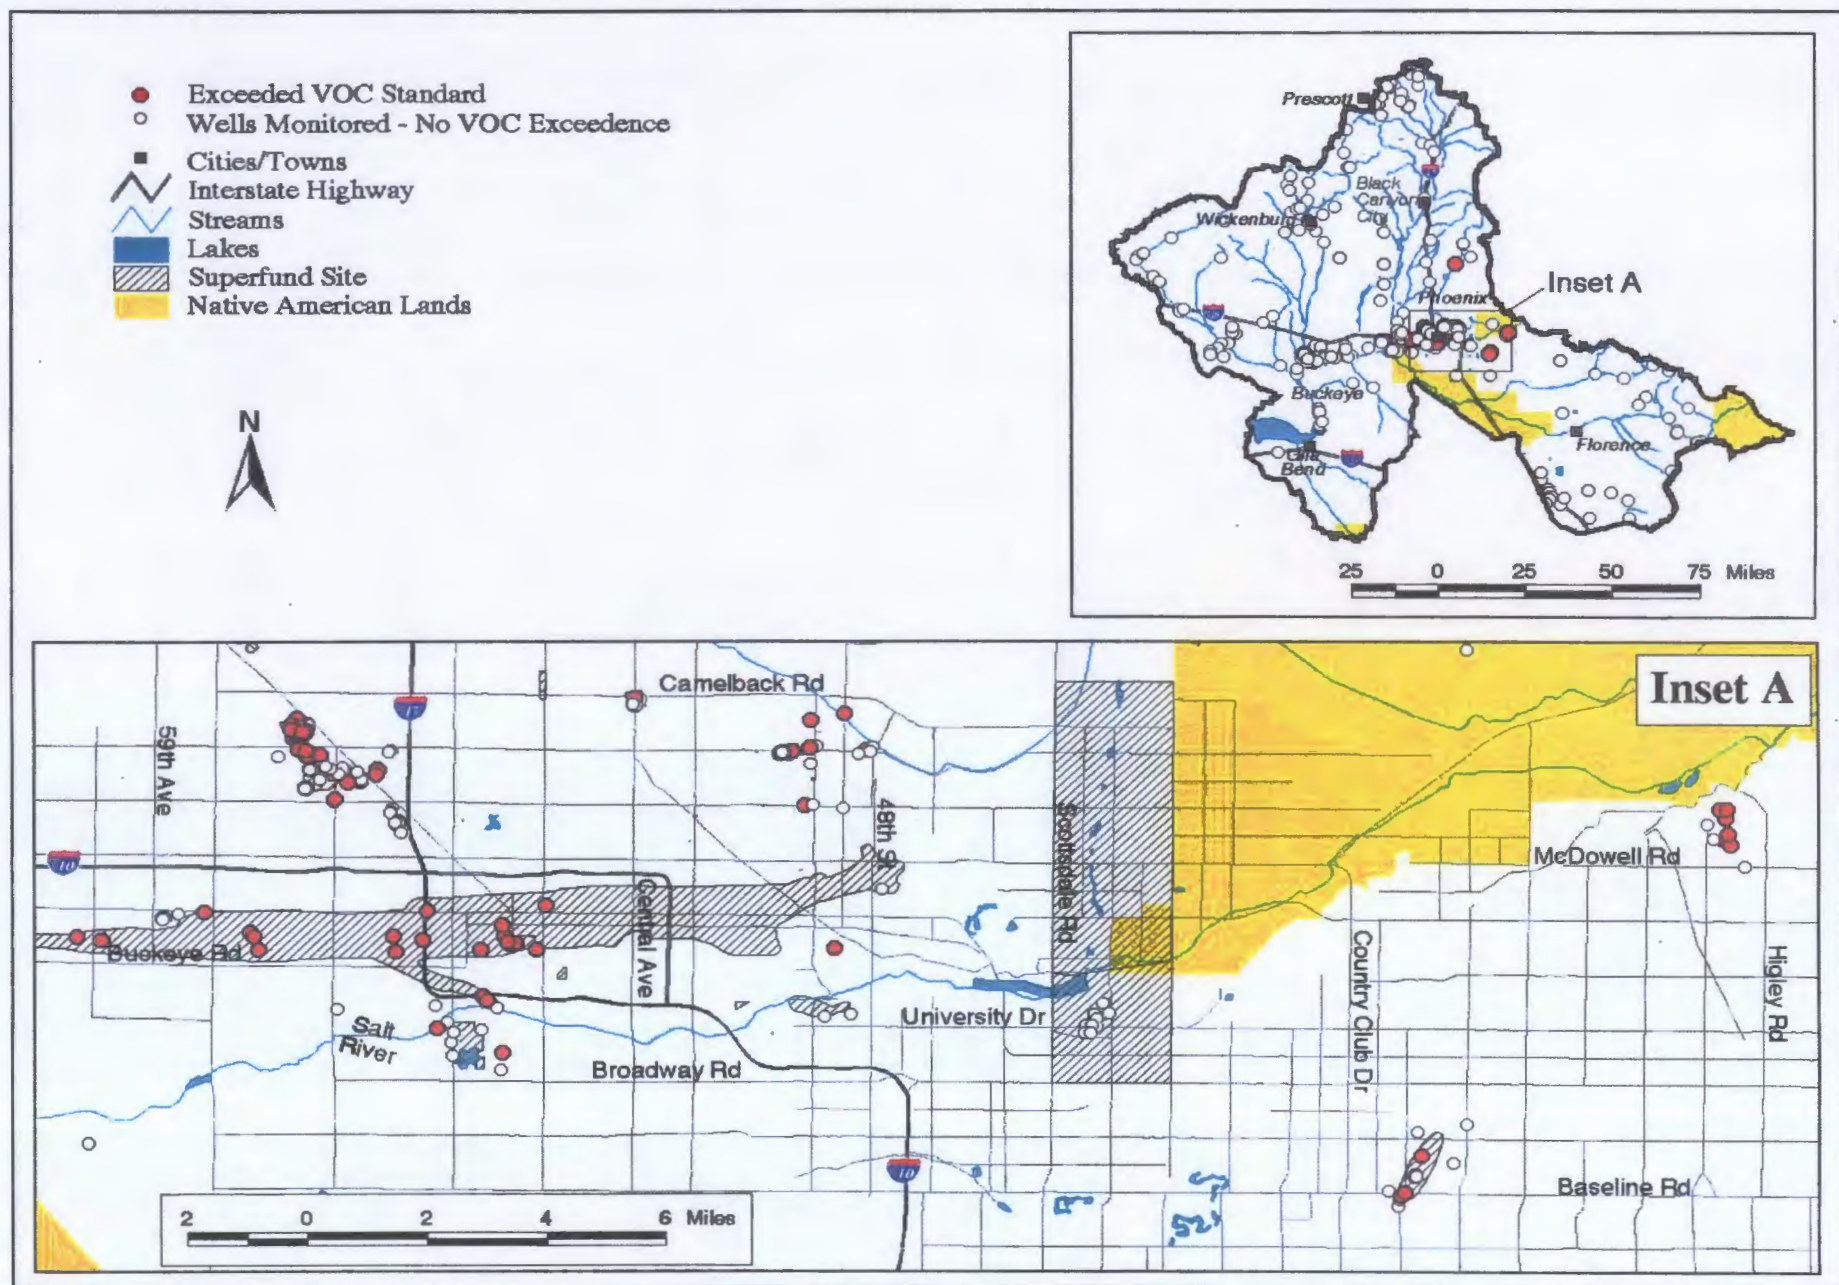 Exceeded VOC Standard
Wells Monitored - No VOC Exceedence
Cities/Towns
Interstate Highway
Streams
Lakes
Superfund Site
Native American Lands
N
Prescott
Black
Canyon
City
Wickenburg
Phoenix
Inset A
Buckeye
Gila
Bend
Florence
25 0 25 50 75 Miles
Inset A
Camelback Rd
59th Ave
17
48th St
Scottsdale Rd
McDowell Rd
10
Central Ave
Buckeye Rd
Country Club Dr
Higley Rd
University Dr
Salt
River
Broadway Rd
10
Baseline Rd
2 0 2 4 6 Miles